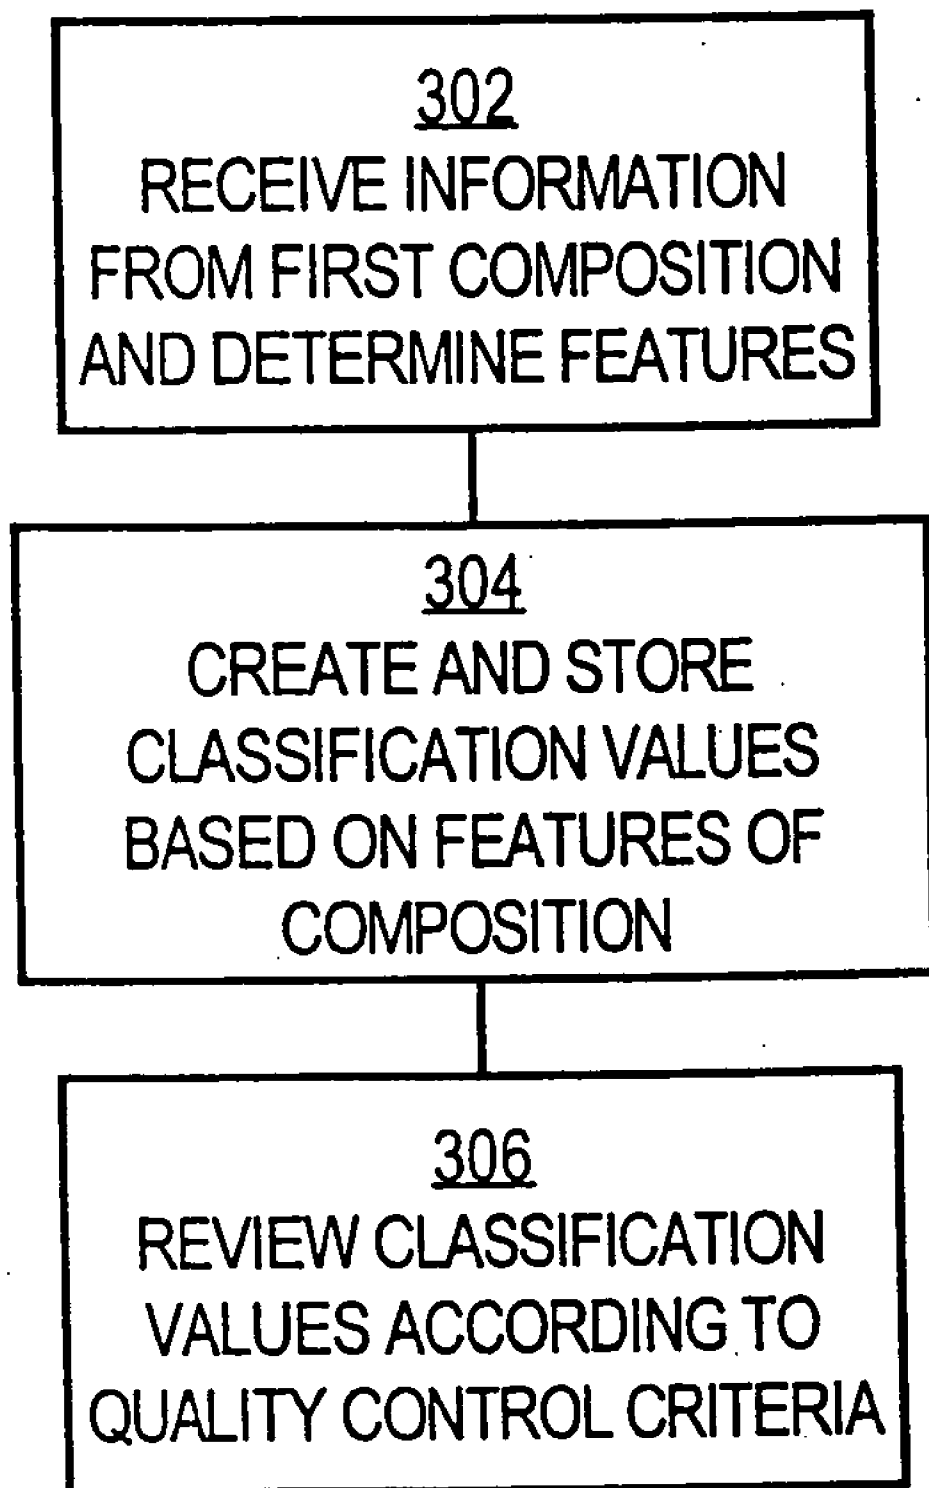 302
RECEIVE INFORMATION
FROM FIRST COMPOSITION
AND DETERMINE FEATURES
304
CREATE AND STORE
CLASSIFICATION VALUES
BASED ON FEATURES OF
COMPOSITION
306
REVIEW CLASSIFICATION
VALUES ACCORDING TO
QUALITY CONTROL CRITERIA